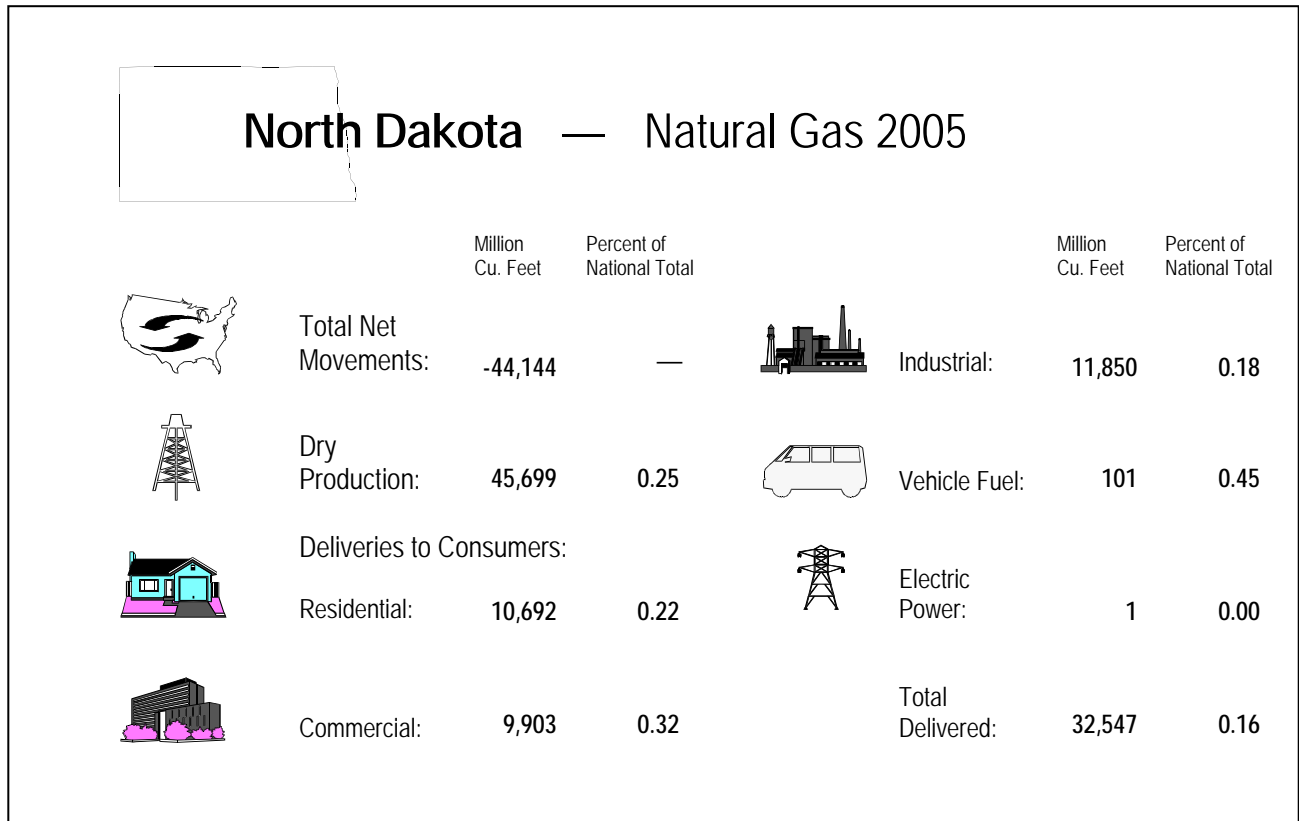 North Dakota — Natural Gas 2005
Million Percent of
Cu. Feet National Total
Total Net
Movements: -44,144 —
Dry
Production: 45,699 0.25
Deliveries to Consumers:
Residential: 10,692 0.22
Commercial: 9,903 0.32
Million Percent of
Cu. Feet National Total
Industrial: 11,850 0.18
Vehicle Fuel: 101 0.45
Electric
Power: 1 0.00
Total
Delivered: 32,547 0.16